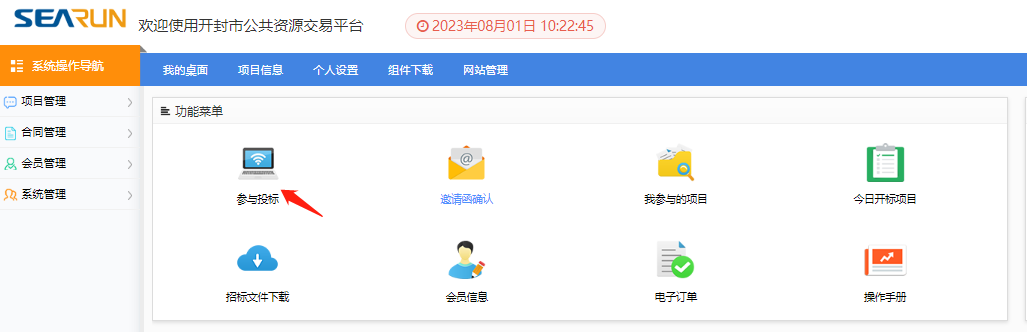 SEARUN 欢迎使用开封市公共资源交易平台 2023年08月01日 10:22:45
系统操作导航
我的桌面 项目信息 个人设置 组件下载 网站管理
项目管理
合同管理
会员管理
系统管理
功能菜单
参与投标 邀请函确认 我参与的项目 今日开标项目
招标文件下载 会员信息 电子订单 操作手册